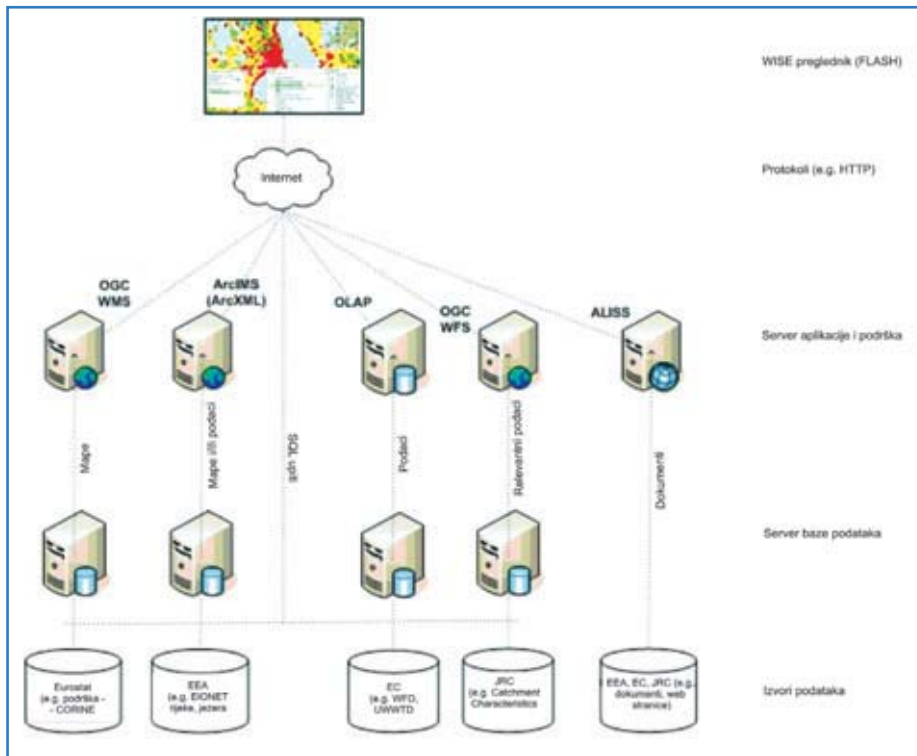 WISE preglednik (FLASH)
Internet
Protokoli (e.g. HTTP)
OGC
WMS
ArcIMS
(ArcXML)
OLAP
OGC
WFS
ALISS
Server aplikacije i podrška
Mape
Mape i/ili podaci
SQL upiti
Podaci
Relevantni podaci
Dokumenti
Server baze podataka
Eurostat
(e.g. podrška -
- CORINE
EEA
(e.g. EIONET
rijeke, jezera
EC
(e.g. WFD,
UWWTD
JRC
(e.g. Catchment
Characteristics
EEA, EC, JRC (e.g.
dokumenti, web
stranice)
Izvori podataka